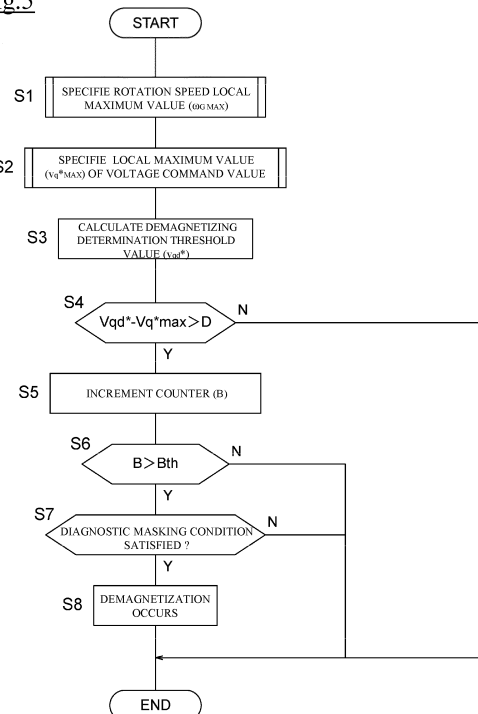 START
S1
SPECIFIE ROTATION SPEED LOCAL
MAXIMUM VALUE (ωG MAX)
S2
SPECIFIE LOCAL MAXIMUM VALUE
(vq*MAX) OF VOLTAGE COMMAND VALUE
S3
CALCULATE DEMAGNETIZING
DETERMINATION THRESHOLD
VALUE (vqd*)
S4
Vqd*-Vq*max＞D
N
Y
S5
INCREMENT COUNTER (B)
S6
B＞Bth
N
Y
S7
DIAGNOSTIC MASKING CONDITION
SATISFIED ?
N
Y
S8
DEMAGNETIZATION
OCCURS
END